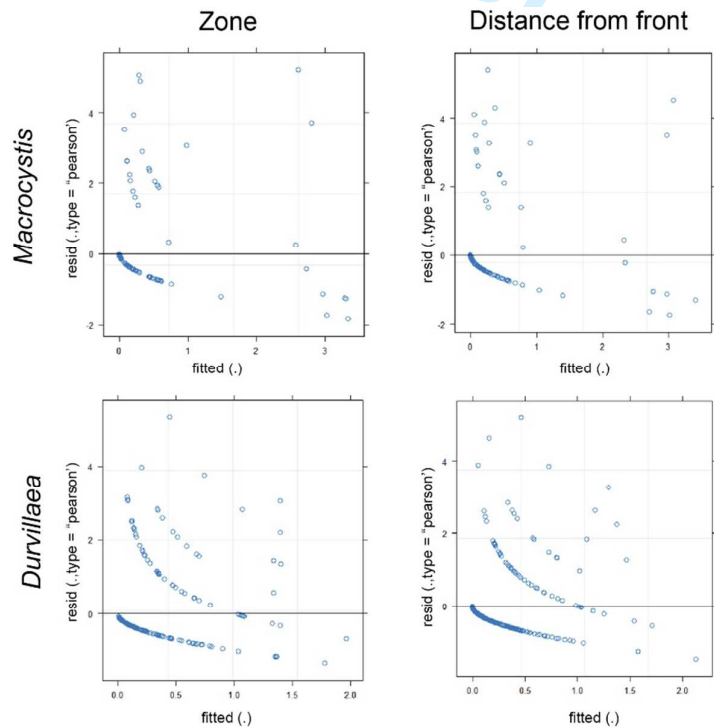 Zone
Distance from front
Macrocystis
resid (.,type = "pearson')
4
2
0
-2
0
1
2
3
fitted (.)
resid (.,type = "pearson')
4
2
0
-2
0
1
2
3
fitted (.)
Durvillaea
resid (.,type = "pearson')
4
2
0
0.0
0.5
1.0
1.5
2.0
fitted (.)
resid (.,type = "pearson')
4
2
0
0.0
0.5
1.0
1.5
2.0
fitted (.)